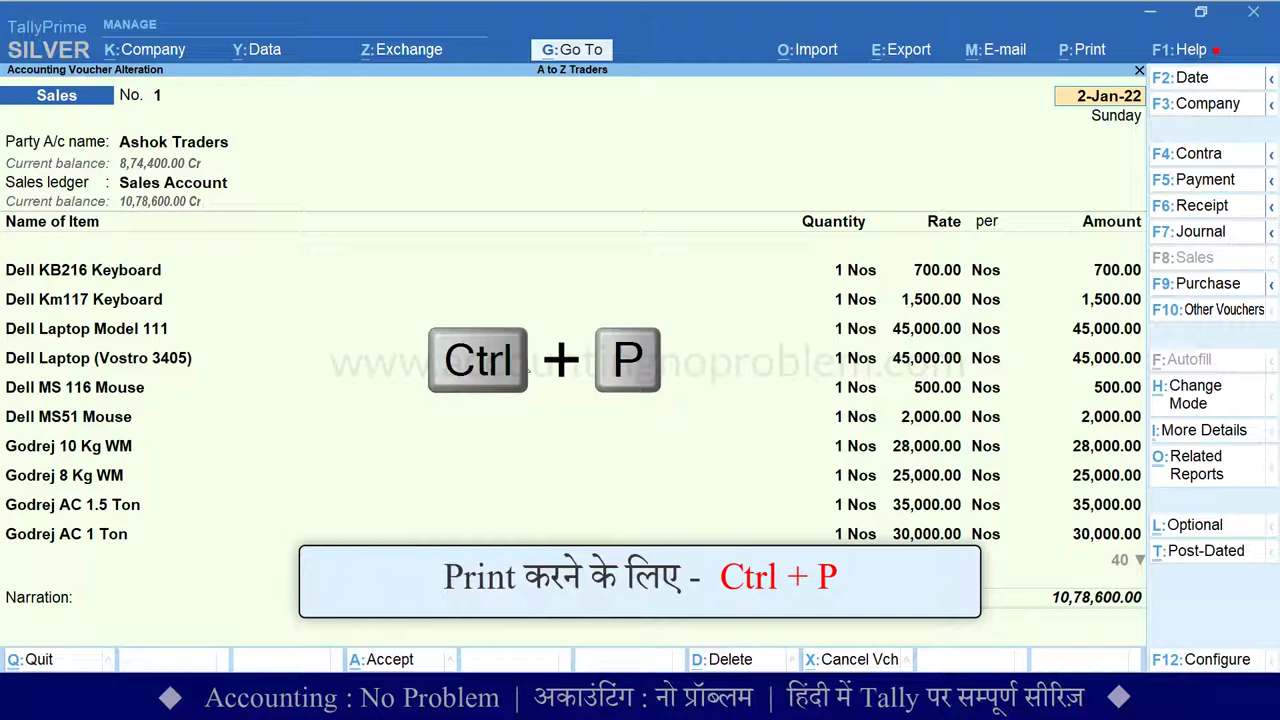 TallyPrime
MANAGE
SILVER
K:Company Y:Data Z:Exchange G:Go To O:Import E:Export M:E-mail P:Print F1:Help
Accounting Voucher Alteration A to Z Traders
Sales No. 1 2-Jan-22
Sunday
Party A/c name: Ashok Traders
Current balance: 8,74,400.00 Cr
Sales ledger : Sales Account
Current balance: 10,78,600.00 Cr
Name of Item Quantity Rate per Amount
Dell KB216 Keyboard 1 Nos 700.00 Nos 700.00
Dell Km117 Keyboard 1 Nos 1,500.00 Nos 1,500.00
Dell Laptop Model 111 1 Nos 45,000.00 Nos 45,000.00
Dell Laptop (Vostro 3405) 1 Nos 45,000.00 Nos 45,000.00
Dell MS 116 Mouse 1 Nos 500.00 Nos 500.00
Dell MS51 Mouse 1 Nos 2,000.00 Nos 2,000.00
Godrej 10 Kg WM 1 Nos 28,000.00 Nos 28,000.00
Godrej 8 Kg WM 1 Nos 25,000.00 Nos 25,000.00
Godrej AC 1.5 Ton 1 Nos 35,000.00 Nos 35,000.00
Godrej AC 1 Ton 1 Nos 30,000.00 Nos 30,000.00
40
Ctrl + P
Print करने के लिए - Ctrl + P
Narration: 10,78,600.00
F2:Date
F3:Company
F4:Contra
F5:Payment
F6:Receipt
F7:Journal
F8:Sales
F9:Purchase
F10:Other Vouchers
F:Autofill
H:Change
Mode
I:More Details
O:Related
Reports
L:Optional
T:Post-Dated
Q:Quit A:Accept D:Delete X:Cancel Vch F12:Configure
Accounting : No Problem | अकाउंटिंग : नो प्रॉब्लम | हिंदी में Tally पर सम्पूर्ण सीरिज़